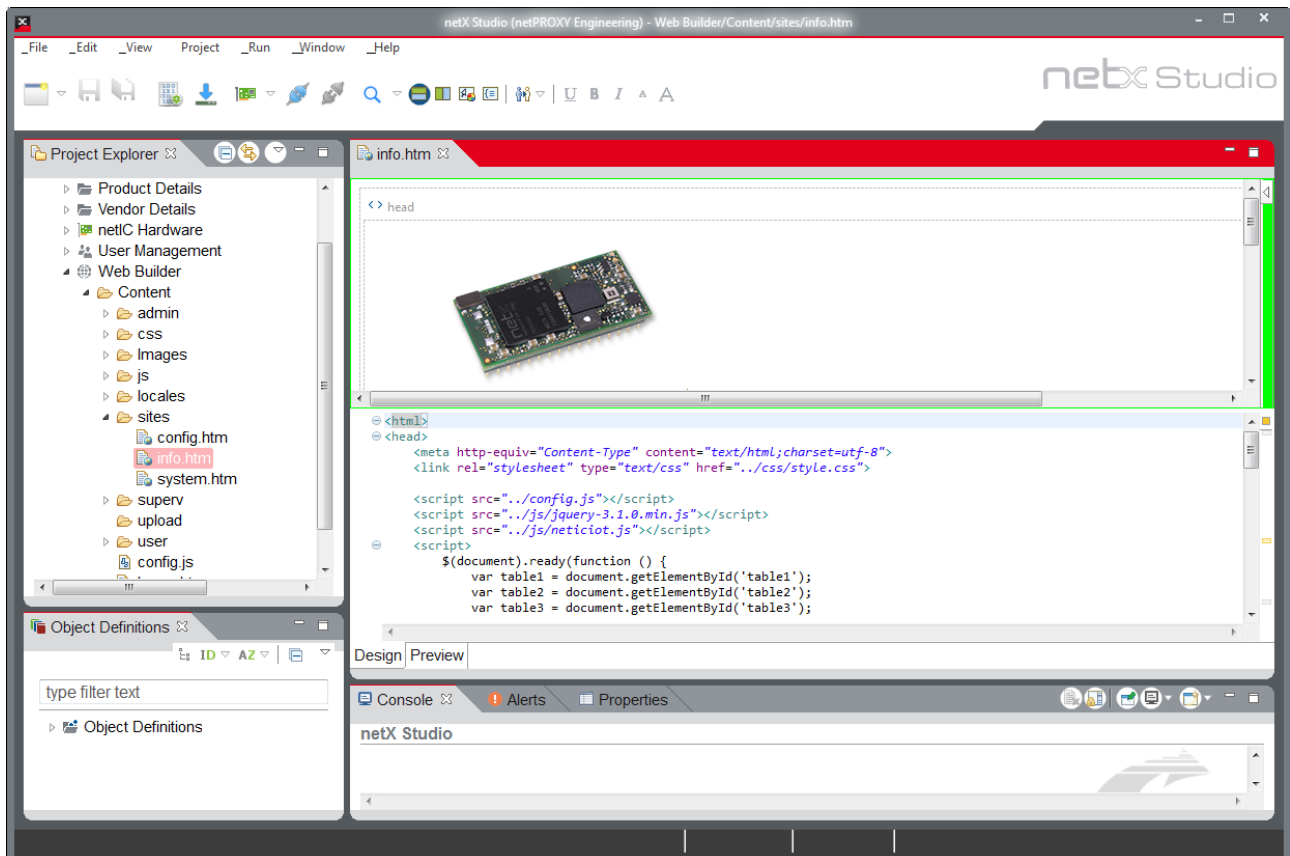 netX Studio (netPROXY Engineering) - Web Builder/Content/sites/info.htm
_File _Edit _View Project _Run _Window _Help
U B I A A
netX Studio
Project Explorer
Product Details
Vendor Details
netIC Hardware
User Management
Web Builder
Content
admin
css
Images
js
locales
sites
config.htm
info.htm
system.htm
superv
upload
user
config.js
Object Definitions
ID AZ
type filter text
Object Definitions
info.htm
<> head
netX
<html>
<head>
<meta http-equiv="Content-Type" content="text/html;charset=utf-8">
<link rel="stylesheet" type="text/css" href="../css/style.css">
<script src="../config.js"></script>
<script src="../js/jquery-3.1.0.min.js"></script>
<script src="../js/neticiot.js"></script>
<script>
$(document).ready(function () {
var table1 = document.getElementById('table1');
var table2 = document.getElementById('table2');
var table3 = document.getElementById('table3');
Design Preview
Console Alerts Properties
netX Studio